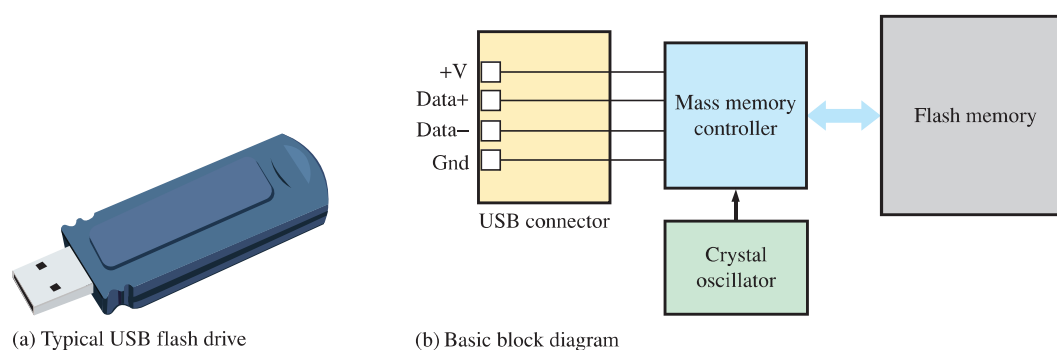 +V
Data+
Data−
Gnd
USB connector
Mass memory
controller
Crystal
oscillator
Flash memory
(a) Typical USB flash drive
(b) Basic block diagram